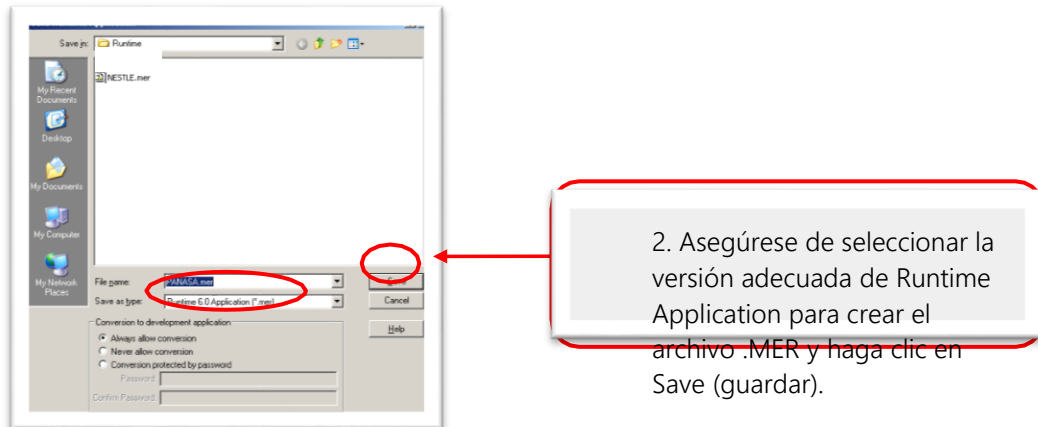 Save in: Runtime
NESTLE.mer
My Recent
Documents
Desktop
My Documents
My Computer
My Network
Places
File name: PANASA.mer
Save as type: Runtime 6.0 Application (*.mer)
Cancel
Help
Conversion to development application
Always allow conversion
Never allow conversion
Conversion protected by password
Password:
Confirm Password:
2. Asegúrese de seleccionar la
versión adecuada de Runtime
Application para crear el
archivo .MER y haga clic en
Save (guardar).